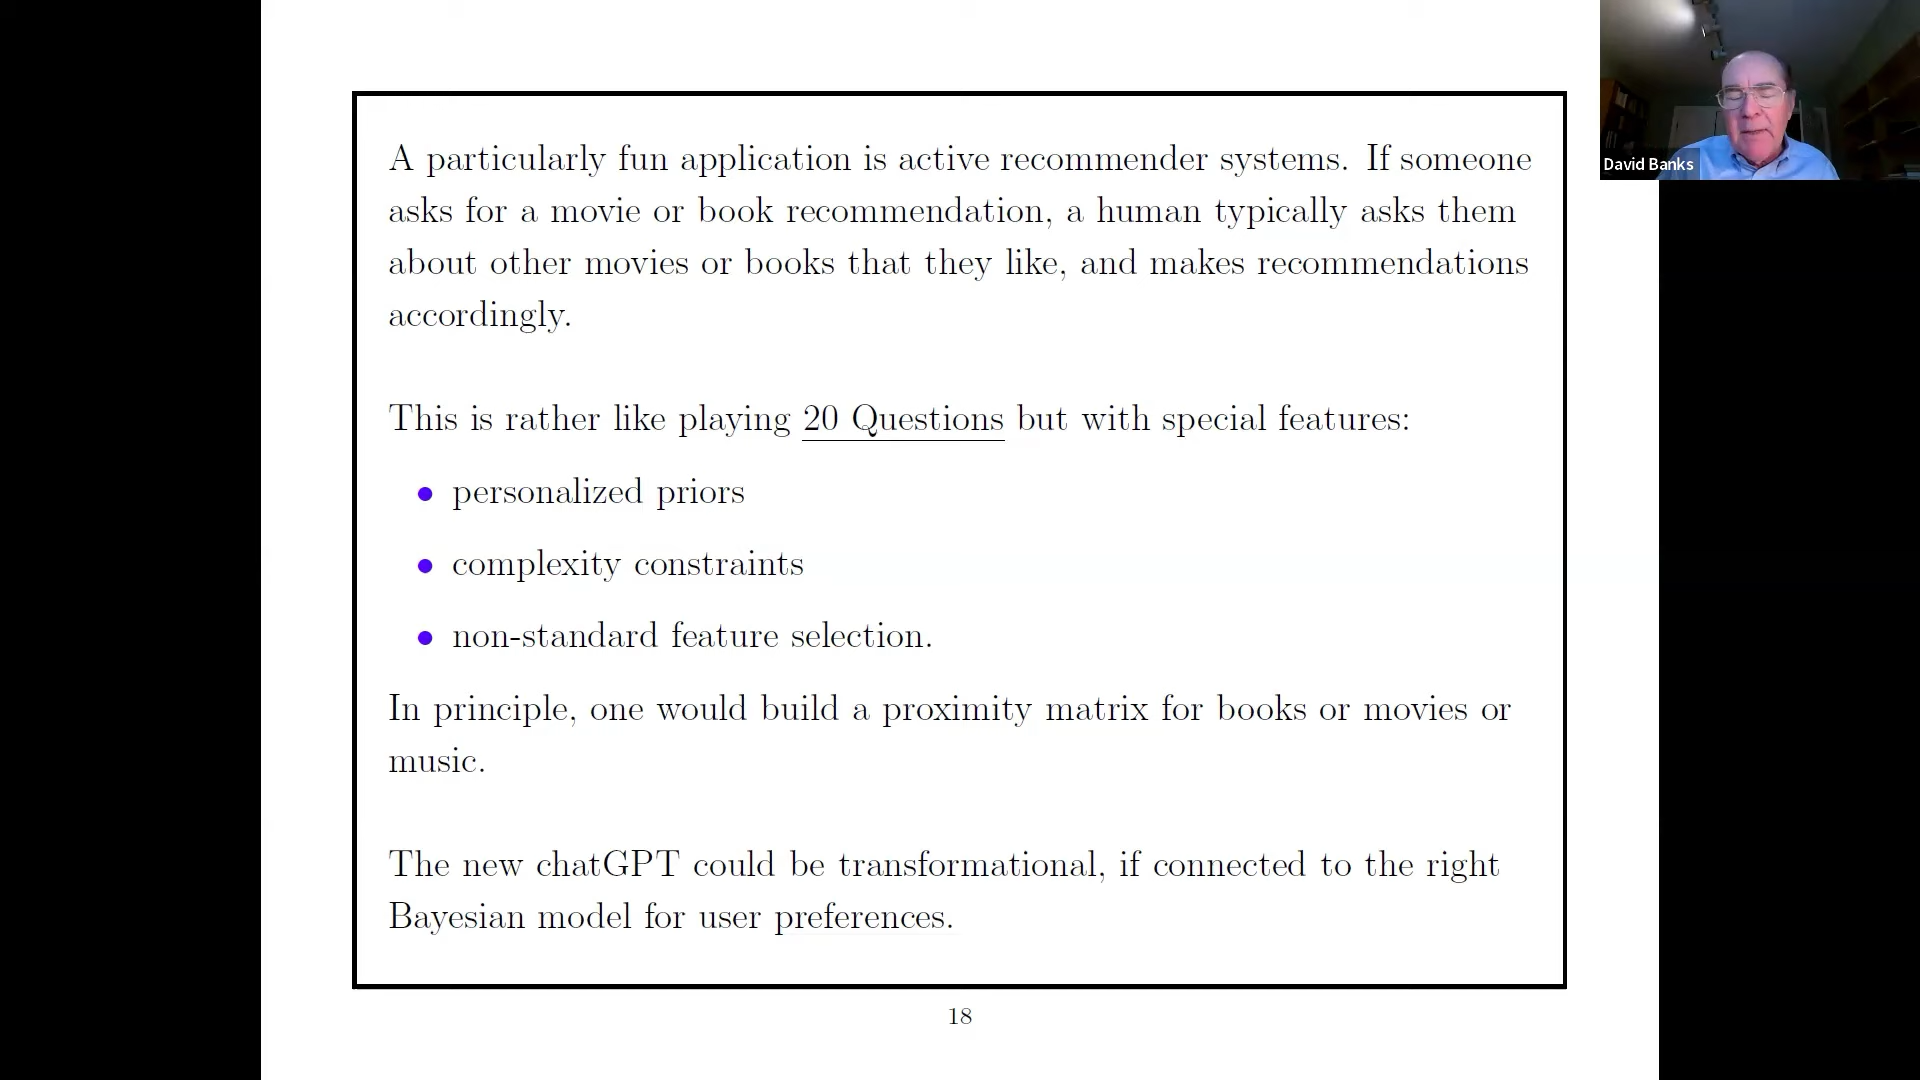 A particularly fun application is active recommender systems. If someone
asks for a movie or book recommendation, a human typically asks them
about other movies or books that they like, and makes recommendations
accordingly.
This is rather like playing 20 Questions but with special features:
• personalized priors
• complexity constraints
• non-standard feature selection.
In principle, one would build a proximity matrix for books or movies or
music.
The new chatGPT could be transformational, if connected to the right
Bayesian model for user preferences.
18
David Banks